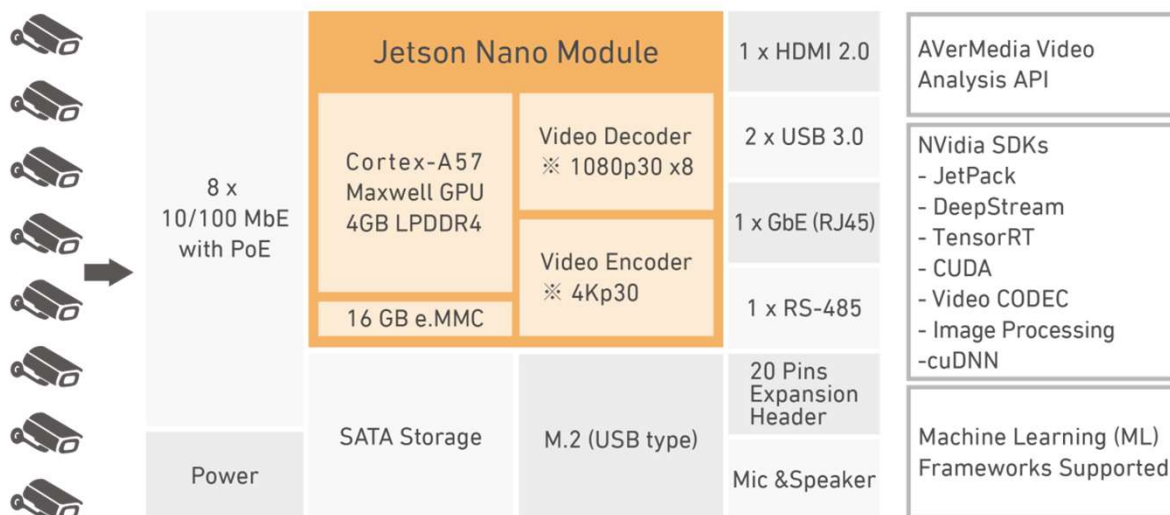 8 x
10/100 MbE
with PoE
Power
Jetson Nano Module
Cortex-A57
Maxwell GPU
4GB LPDDR4
16 GB e.MMC
Video Decoder
※ 1080p30 x8
Video Encoder
※ 4Kp30
SATA Storage
M.2 (USB type)
1 x HDMI 2.0
2 x USB 3.0
1 x GbE (RJ45)
1 x RS-485
20 Pins
Expansion
Header
Mic &Speaker
AVerMedia Video
Analysis API
NVidia SDKs
- JetPack
- DeepStream
- TensorRT
- CUDA
- Video CODEC
- Image Processing
-cuDNN
Machine Learning (ML)
Frameworks Supported